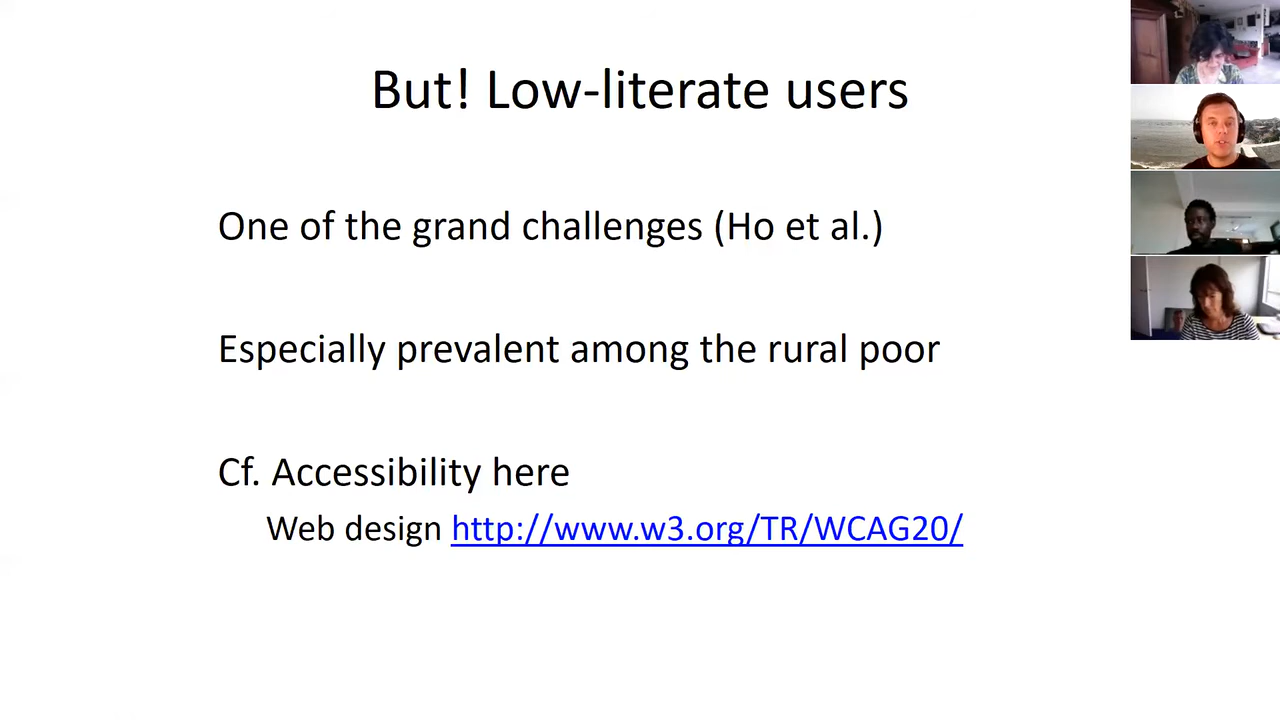 But! Low-literate users
One of the grand challenges (Ho et al.)
Especially prevalent among the rural poor
Cf. Accessibility here
Web design http://www.w3.org/TR/WCAG20/